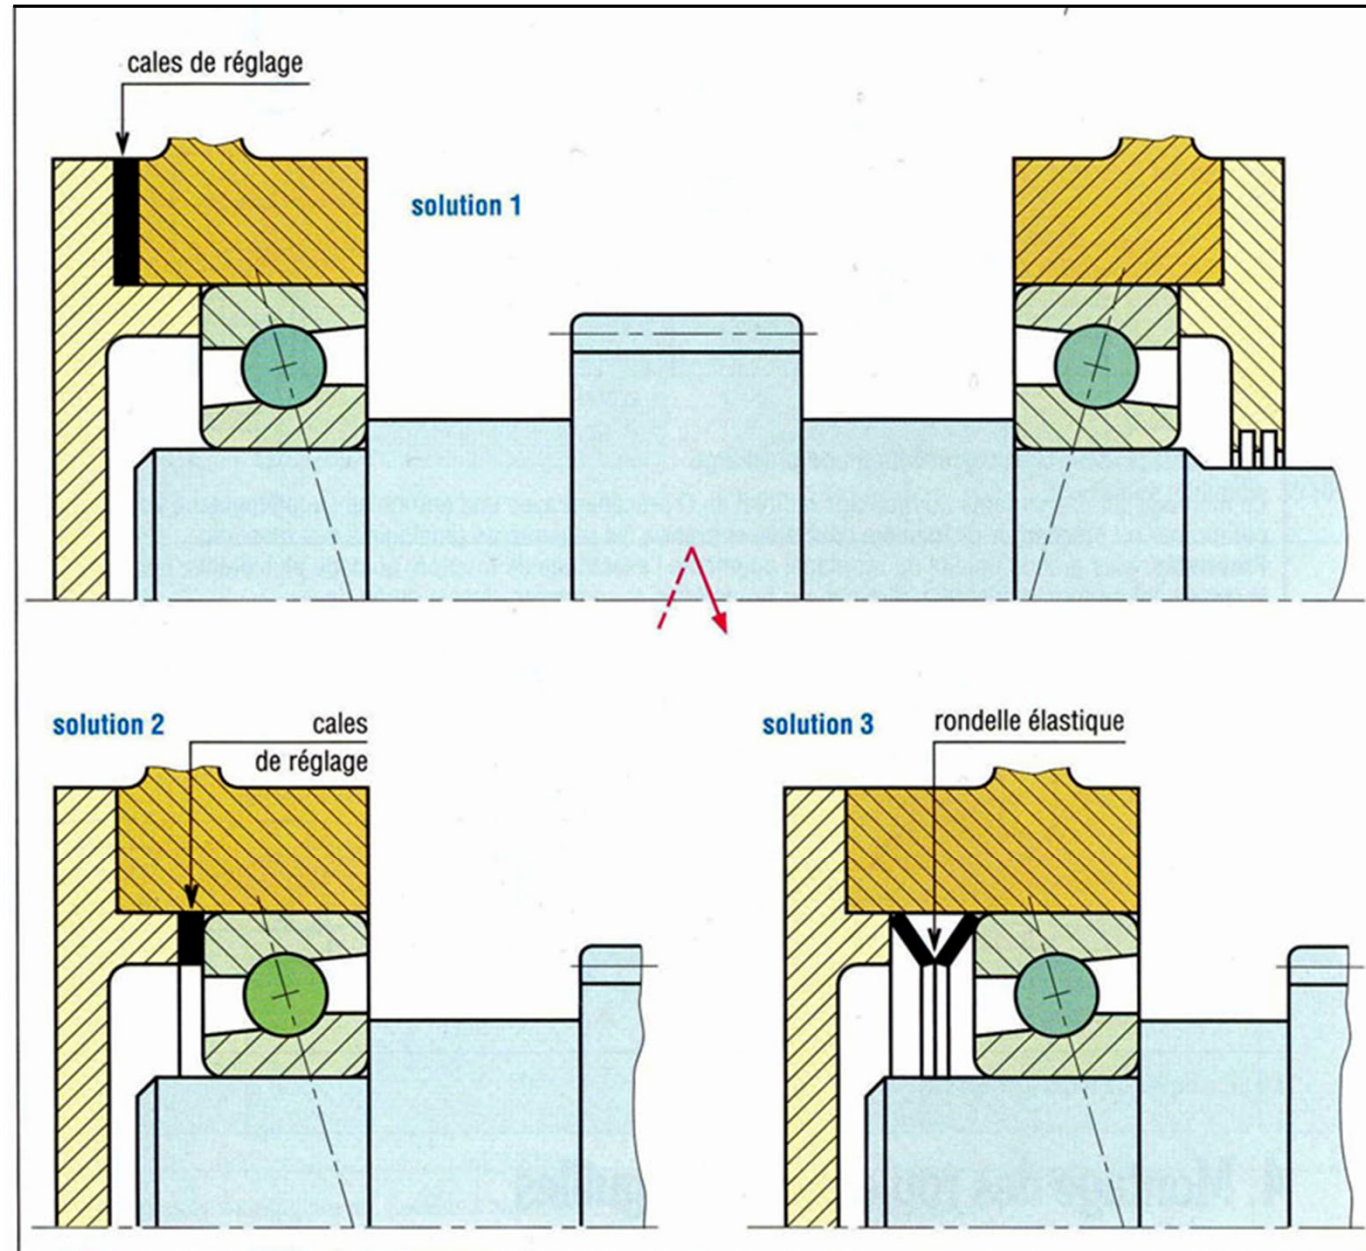 cales de réglage
solution 1
solution 2
cales
de réglage
solution 3
rondelle élastique